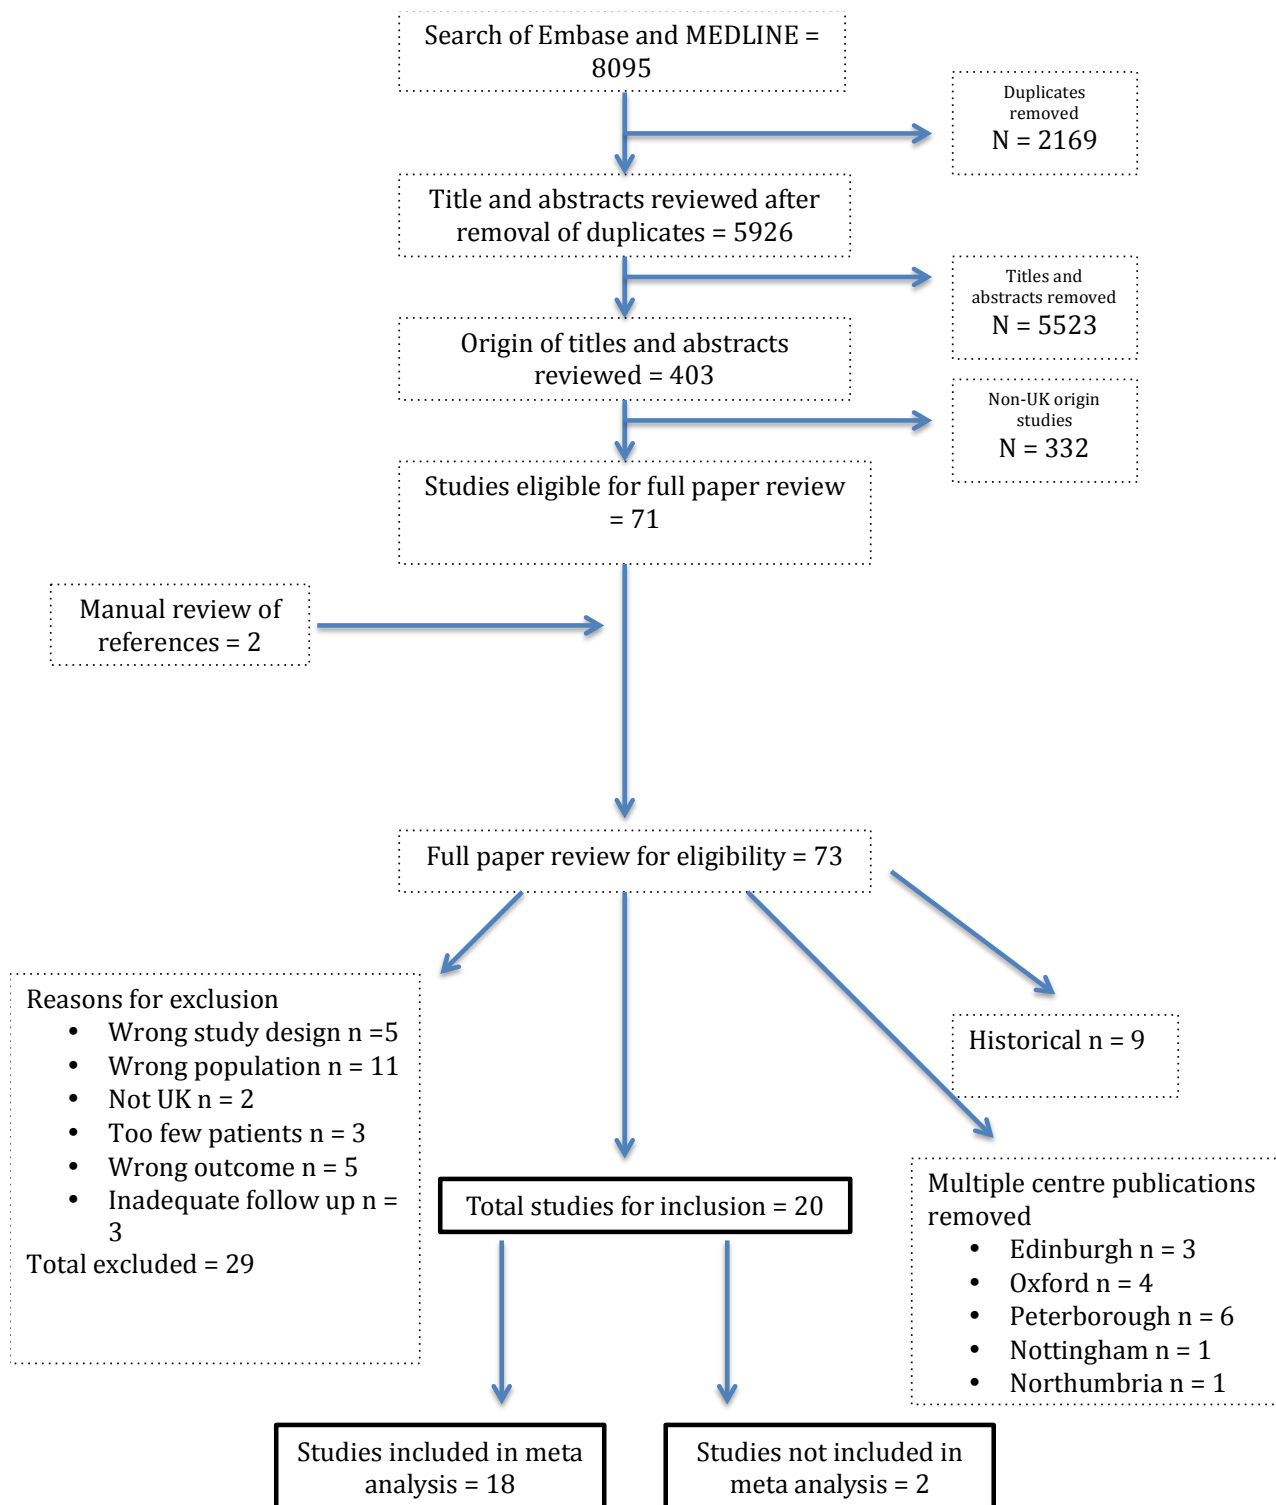 Search of Embase and MEDLINE =
8095
Duplicates
removed
N = 2169
Title and abstracts reviewed after
removal of duplicates = 5926
Titles and
abstracts removed
N = 5523
Origin of titles and abstracts
reviewed = 403
Non-UK origin
studies
N = 332
Studies eligible for full paper review
= 71
Manual review of
references = 2
Full paper review for eligibility = 73
Reasons for exclusion
• Wrong study design n =5
• Wrong population n = 11
• Not UK n = 2
• Too few patients n = 3
• Wrong outcome n = 5
• Inadequate follow up n =
3
Total excluded = 29
Historical n = 9
Total studies for inclusion = 20
Multiple centre publications
removed
• Edinburgh n = 3
• Oxford n = 4
• Peterborough n = 6
• Nottingham n = 1
• Northumbria n = 1
Studies included in meta
analysis = 18
Studies not included in
meta analysis = 2